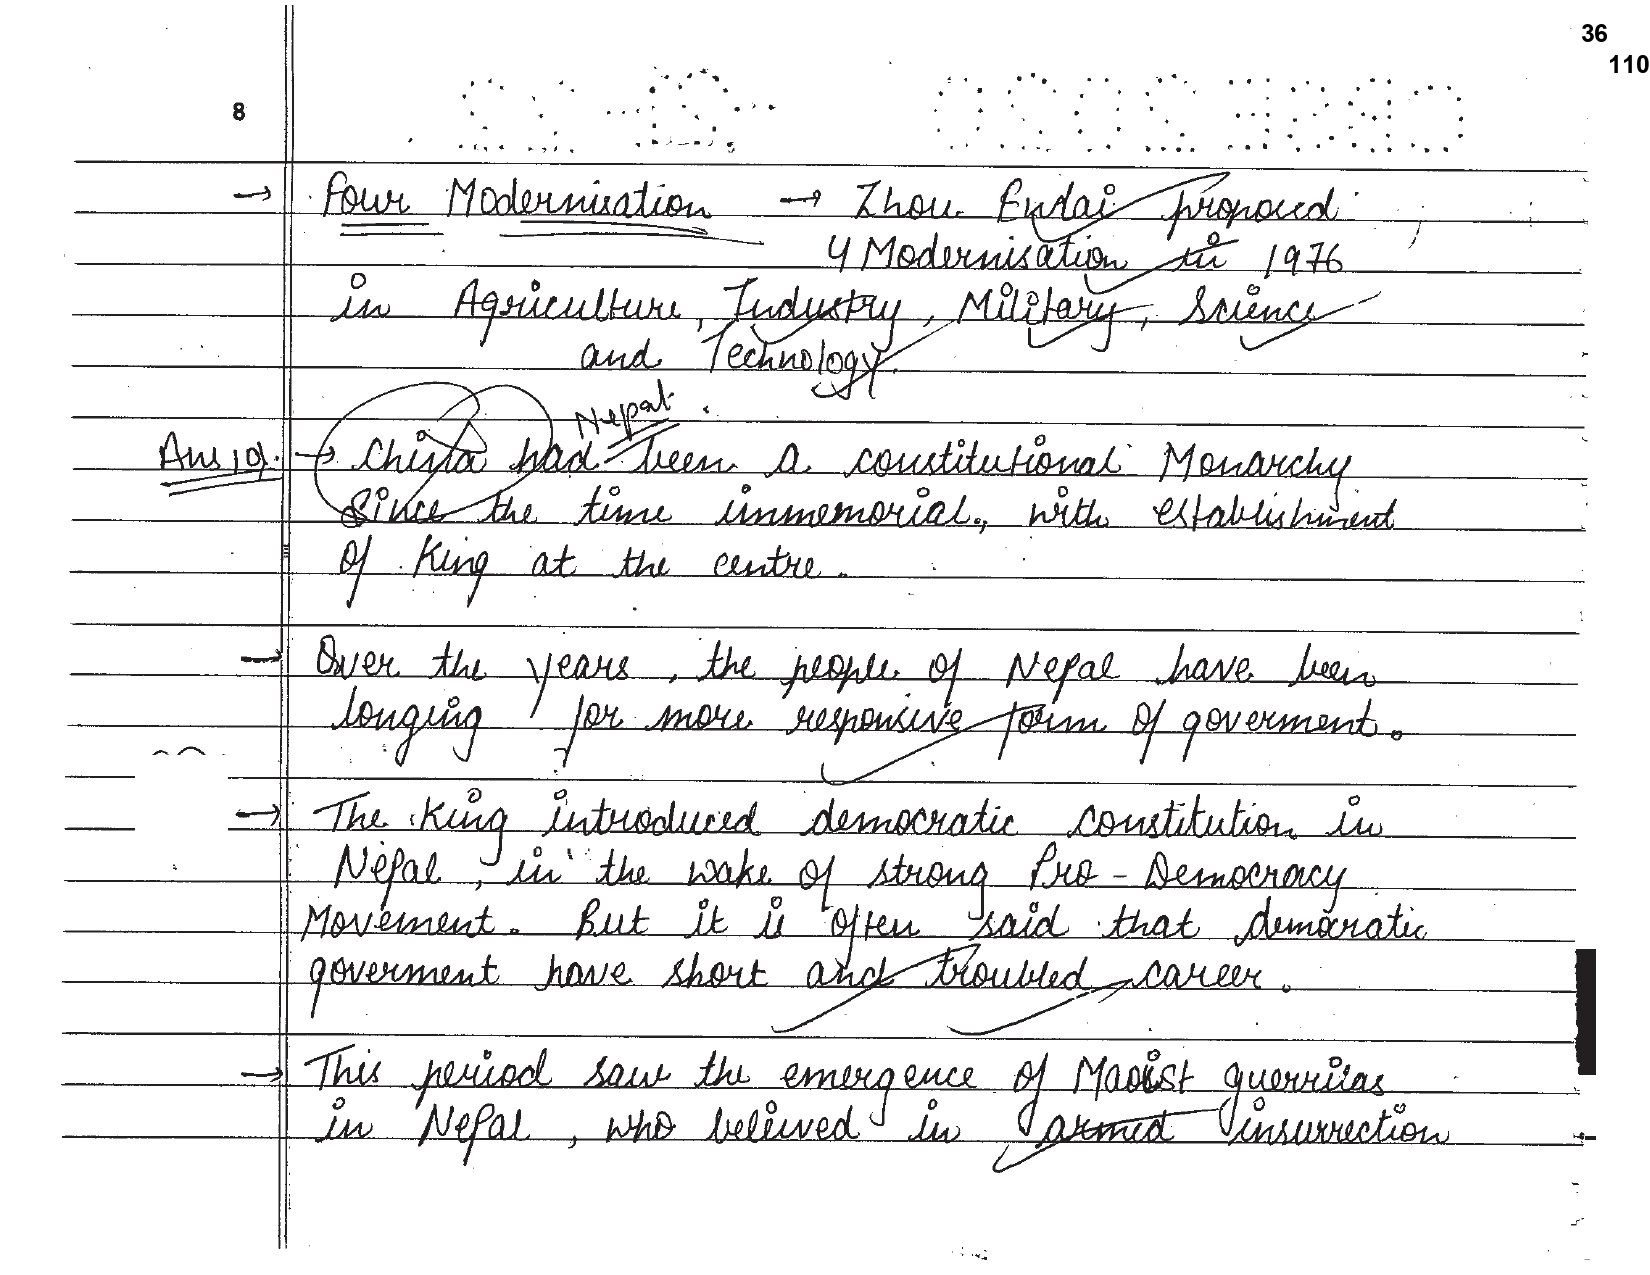 36
110
8
→ Four Modernisation → Zhou Enlai proposed
4 Modernisation in 1976
in Agriculture, Industry, Military, Science
and Technology.
Nepal.
Ans 19. → China had been a constitutional Monarchy
Since the time immemorial, with establishment
of King at the centre.
→ Over the years, the people of Nepal have been
longing for more responsive form of goverment.
→ The King introduced democratic constitution in
Nepal, in the wake of strong Pro-Democracy
Movement. But it is often said that democratic
goverment have short and troubled career.
→ This period saw the emergence of Maoist guerrilas
in Nepal, who believed in armed insurrection